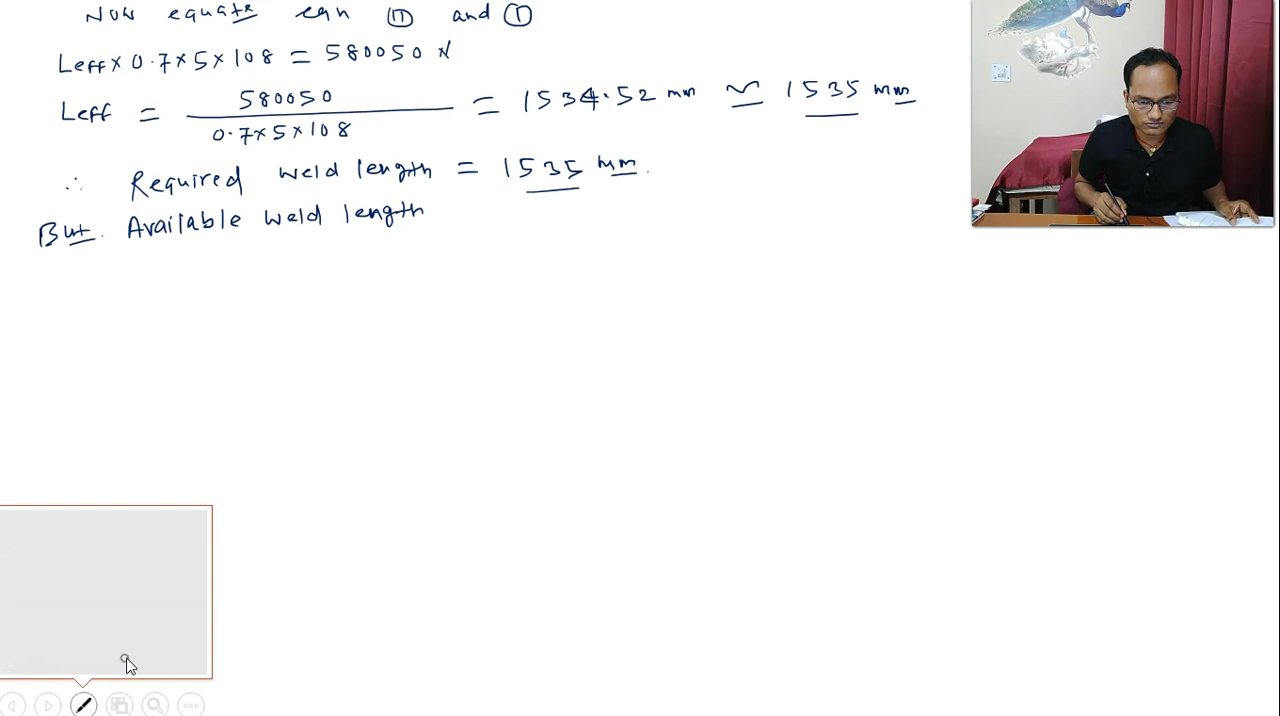 Now equate eqn II and I
Leff × 0.7×5×108 = 580050 N
Leff = 580050 / 0.7×5×108 = 1534.52 mm ≃ 1535 mm
∴ Required weld length = 1535 mm.
But. Available weld length